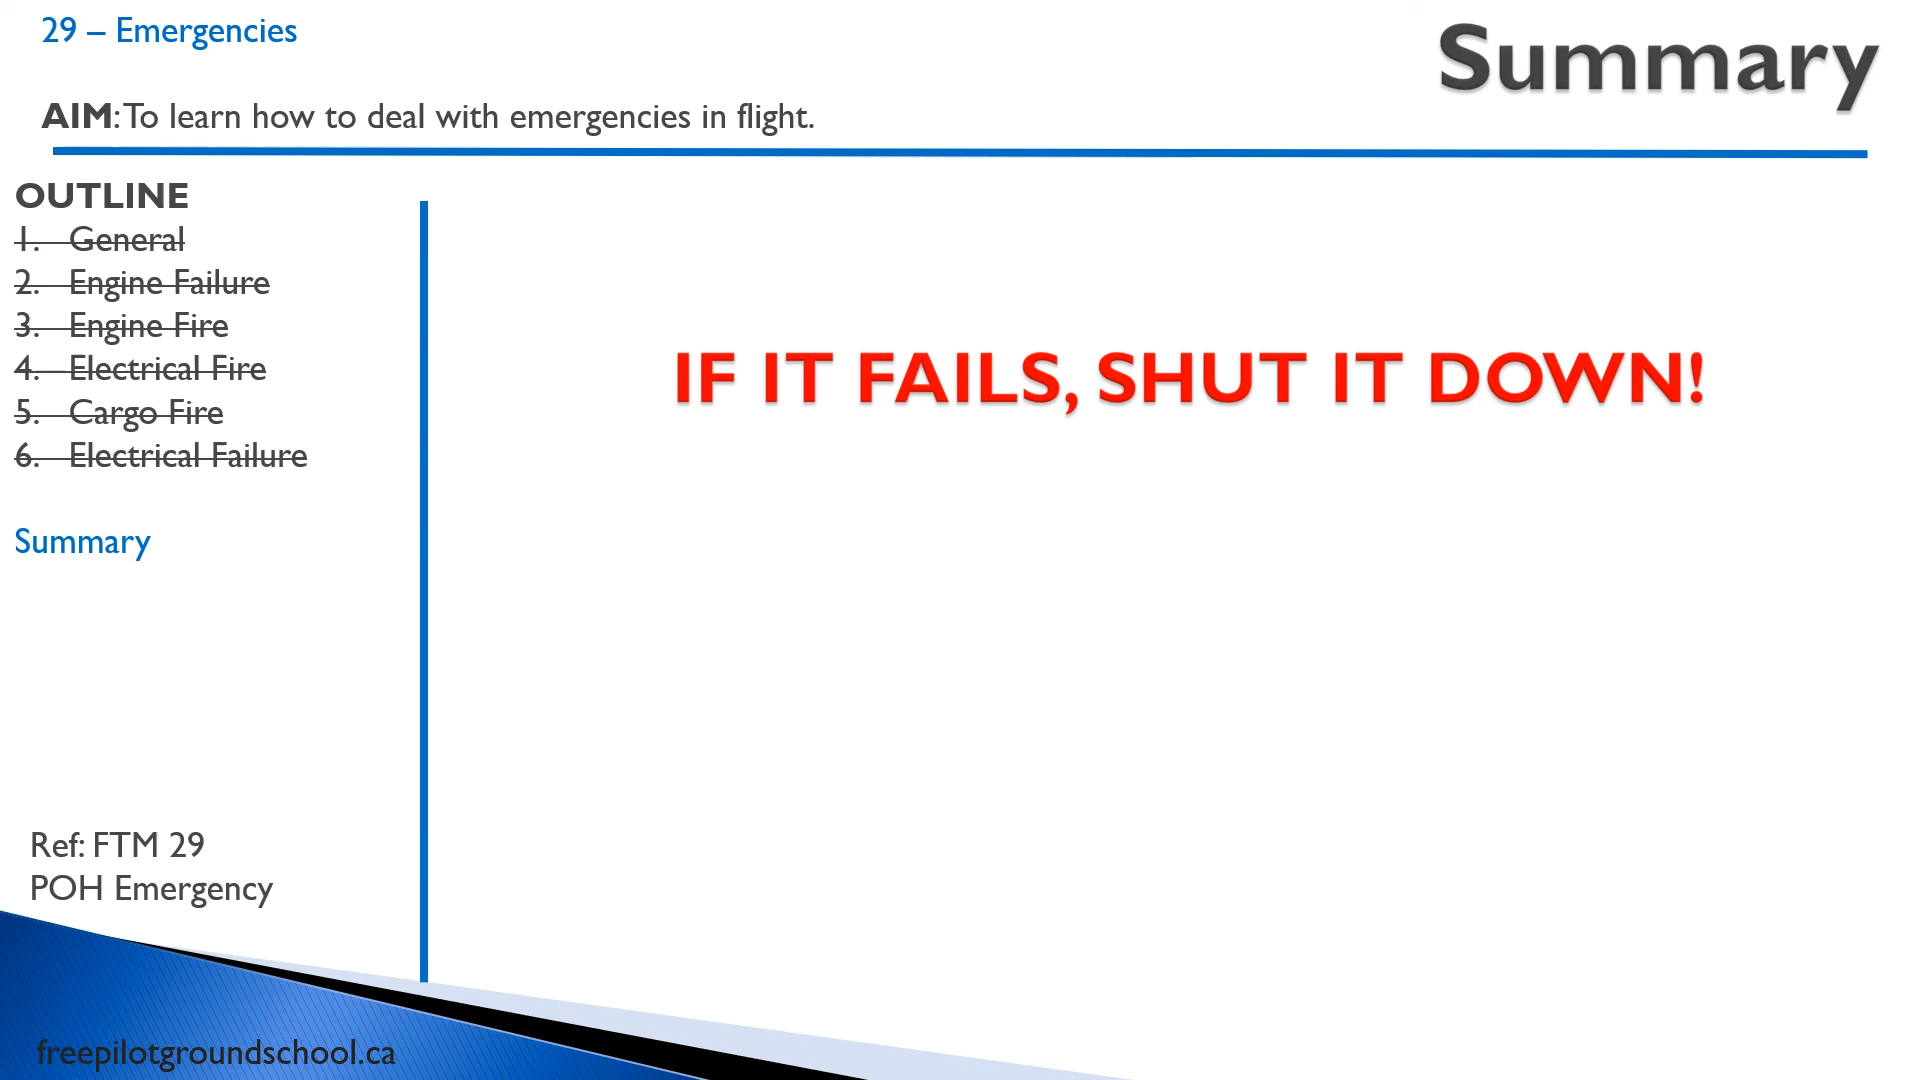 29 – Emergencies
Summary
AIM: To learn how to deal with emergencies in flight.
OUTLINE
1. General
2. Engine Failure
3. Engine Fire
4. Electrical Fire
5. Cargo Fire
6. Electrical Failure
Summary
IF IT FAILS, SHUT IT DOWN!
Ref: FTM 29
POH Emergency
freepilotgroundschool.ca